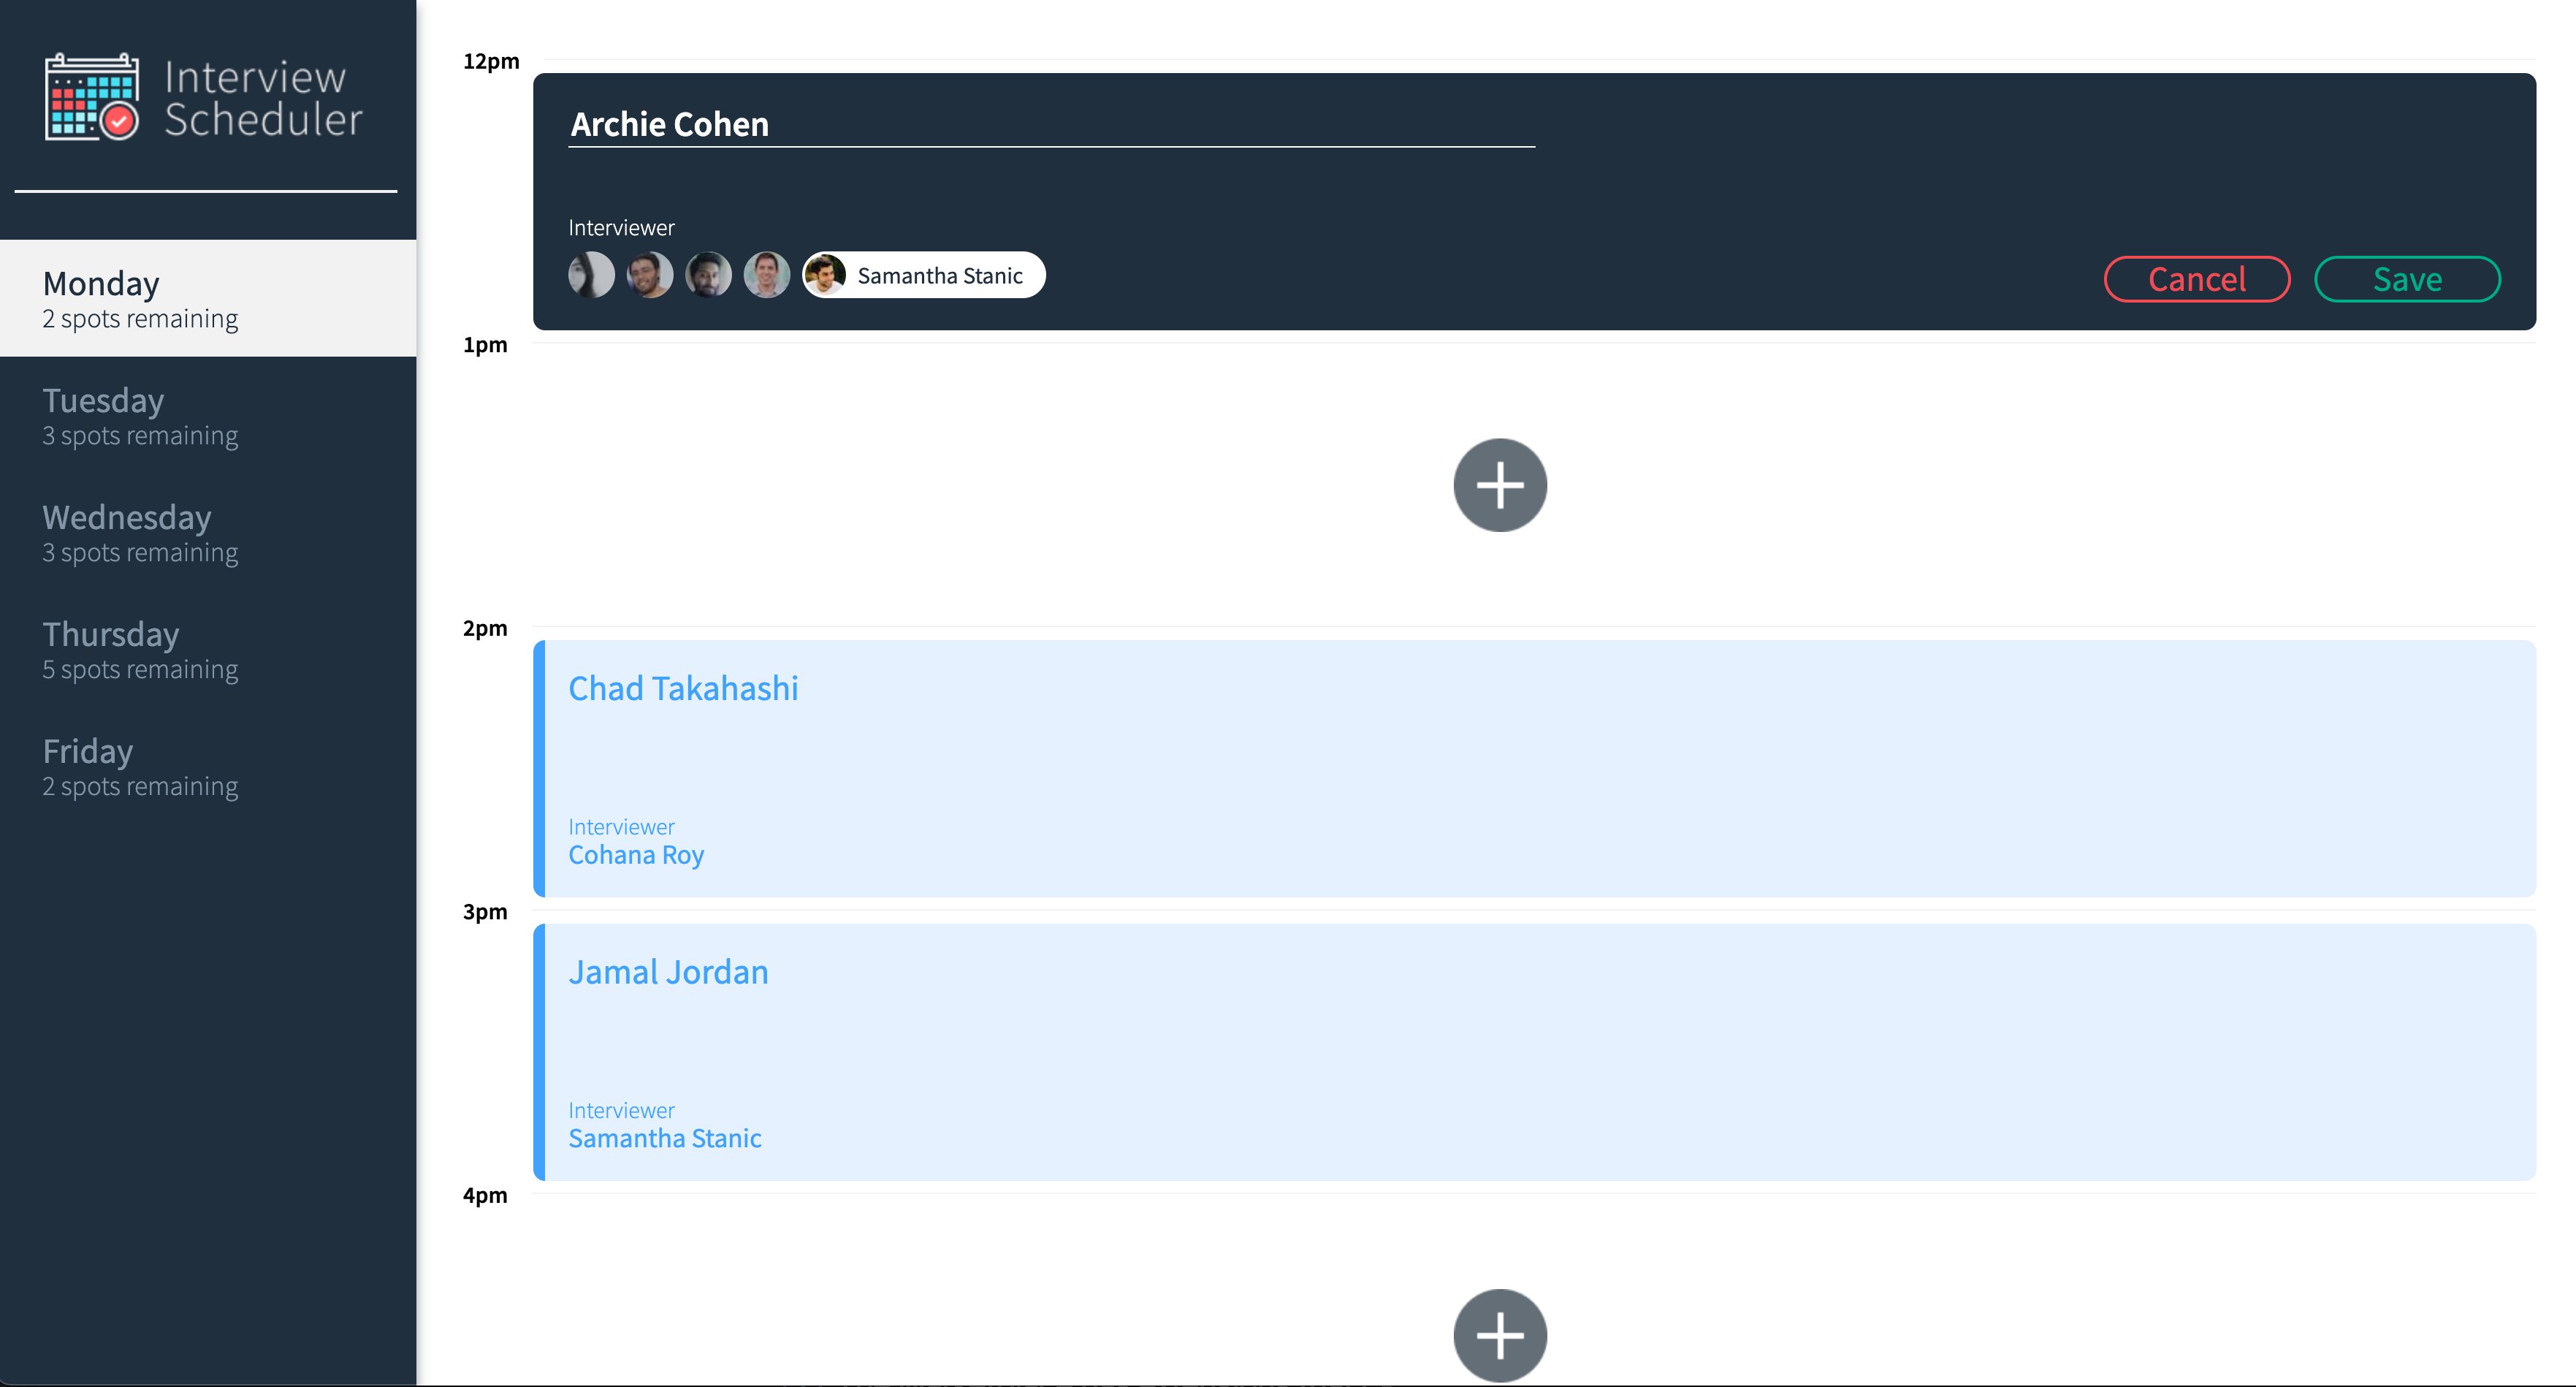 Interview
Scheduler
Monday
2 spots remaining
Tuesday
3 spots remaining
Wednesday
3 spots remaining
Thursday
5 spots remaining
Friday
2 spots remaining
12pm
Archie Cohen
Interviewer
Samantha Stanic
Cancel
Save
1pm
2pm
Chad Takahashi
Interviewer
Cohana Roy
3pm
Jamal Jordan
Interviewer
Samantha Stanic
4pm